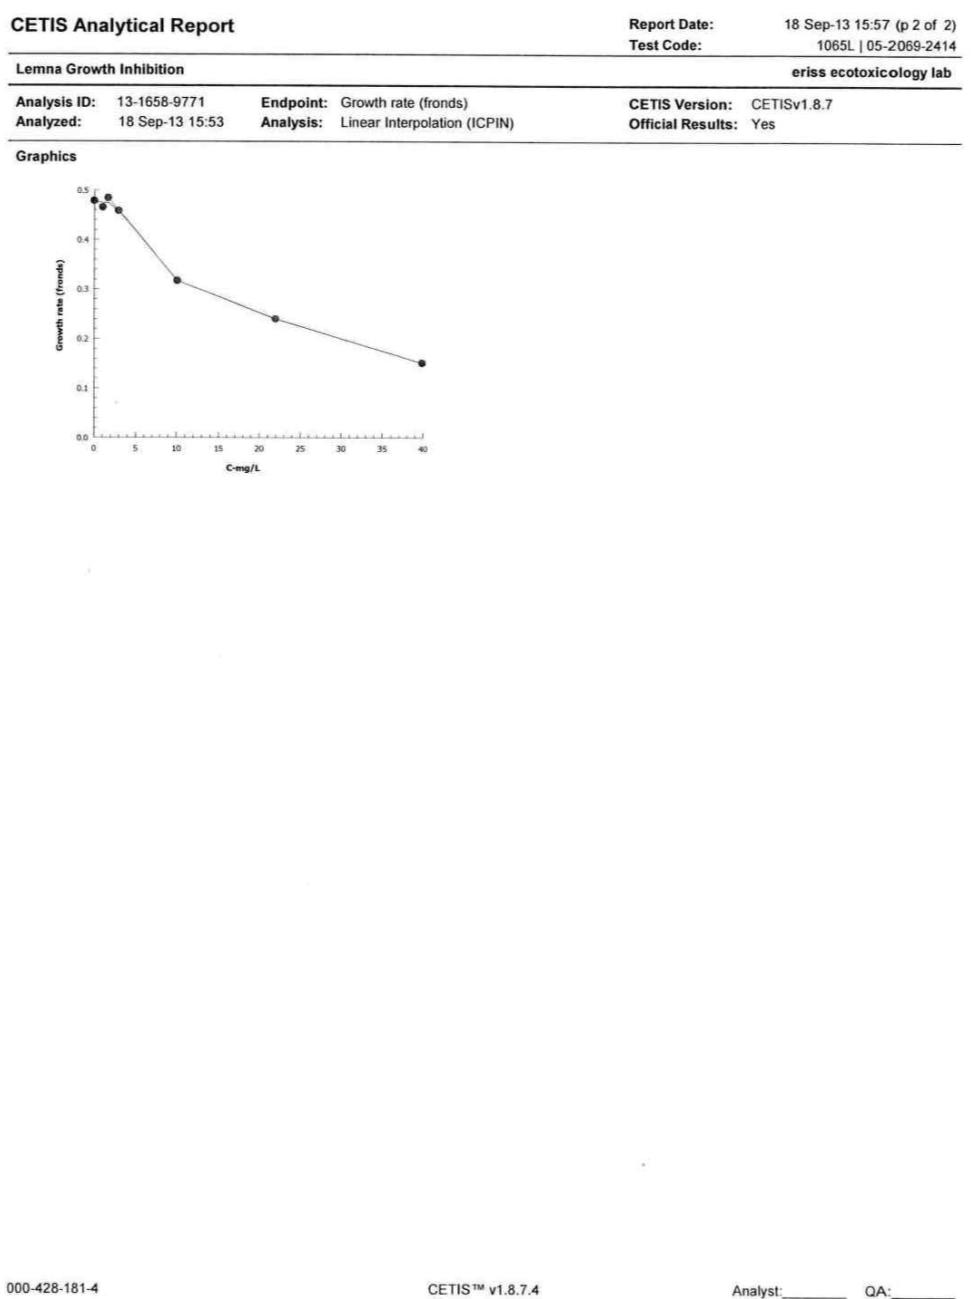 CETIS Analytical Report
Report Date: 18 Sep-13 15:57 (p 2 of 2)
Test Code: 1065L | 05-2069-2414
Lemna Growth Inhibition eriss ecotoxicology lab
Analysis ID: 13-1658-9771 Endpoint: Growth rate (fronds) CETIS Version: CETISv1.8.7
Analyzed: 18 Sep-13 15:53 Analysis: Linear Interpolation (ICPIN) Official Results: Yes
Graphics
0.5
0.4
0.3
0.2
0.1
0.0
Growth rate (fronds)
0 5 10 15 20 25 30 35 40
C-mg/L
000-428-181-4 CETIS™ v1.8.7.4 Analyst:________ QA:________